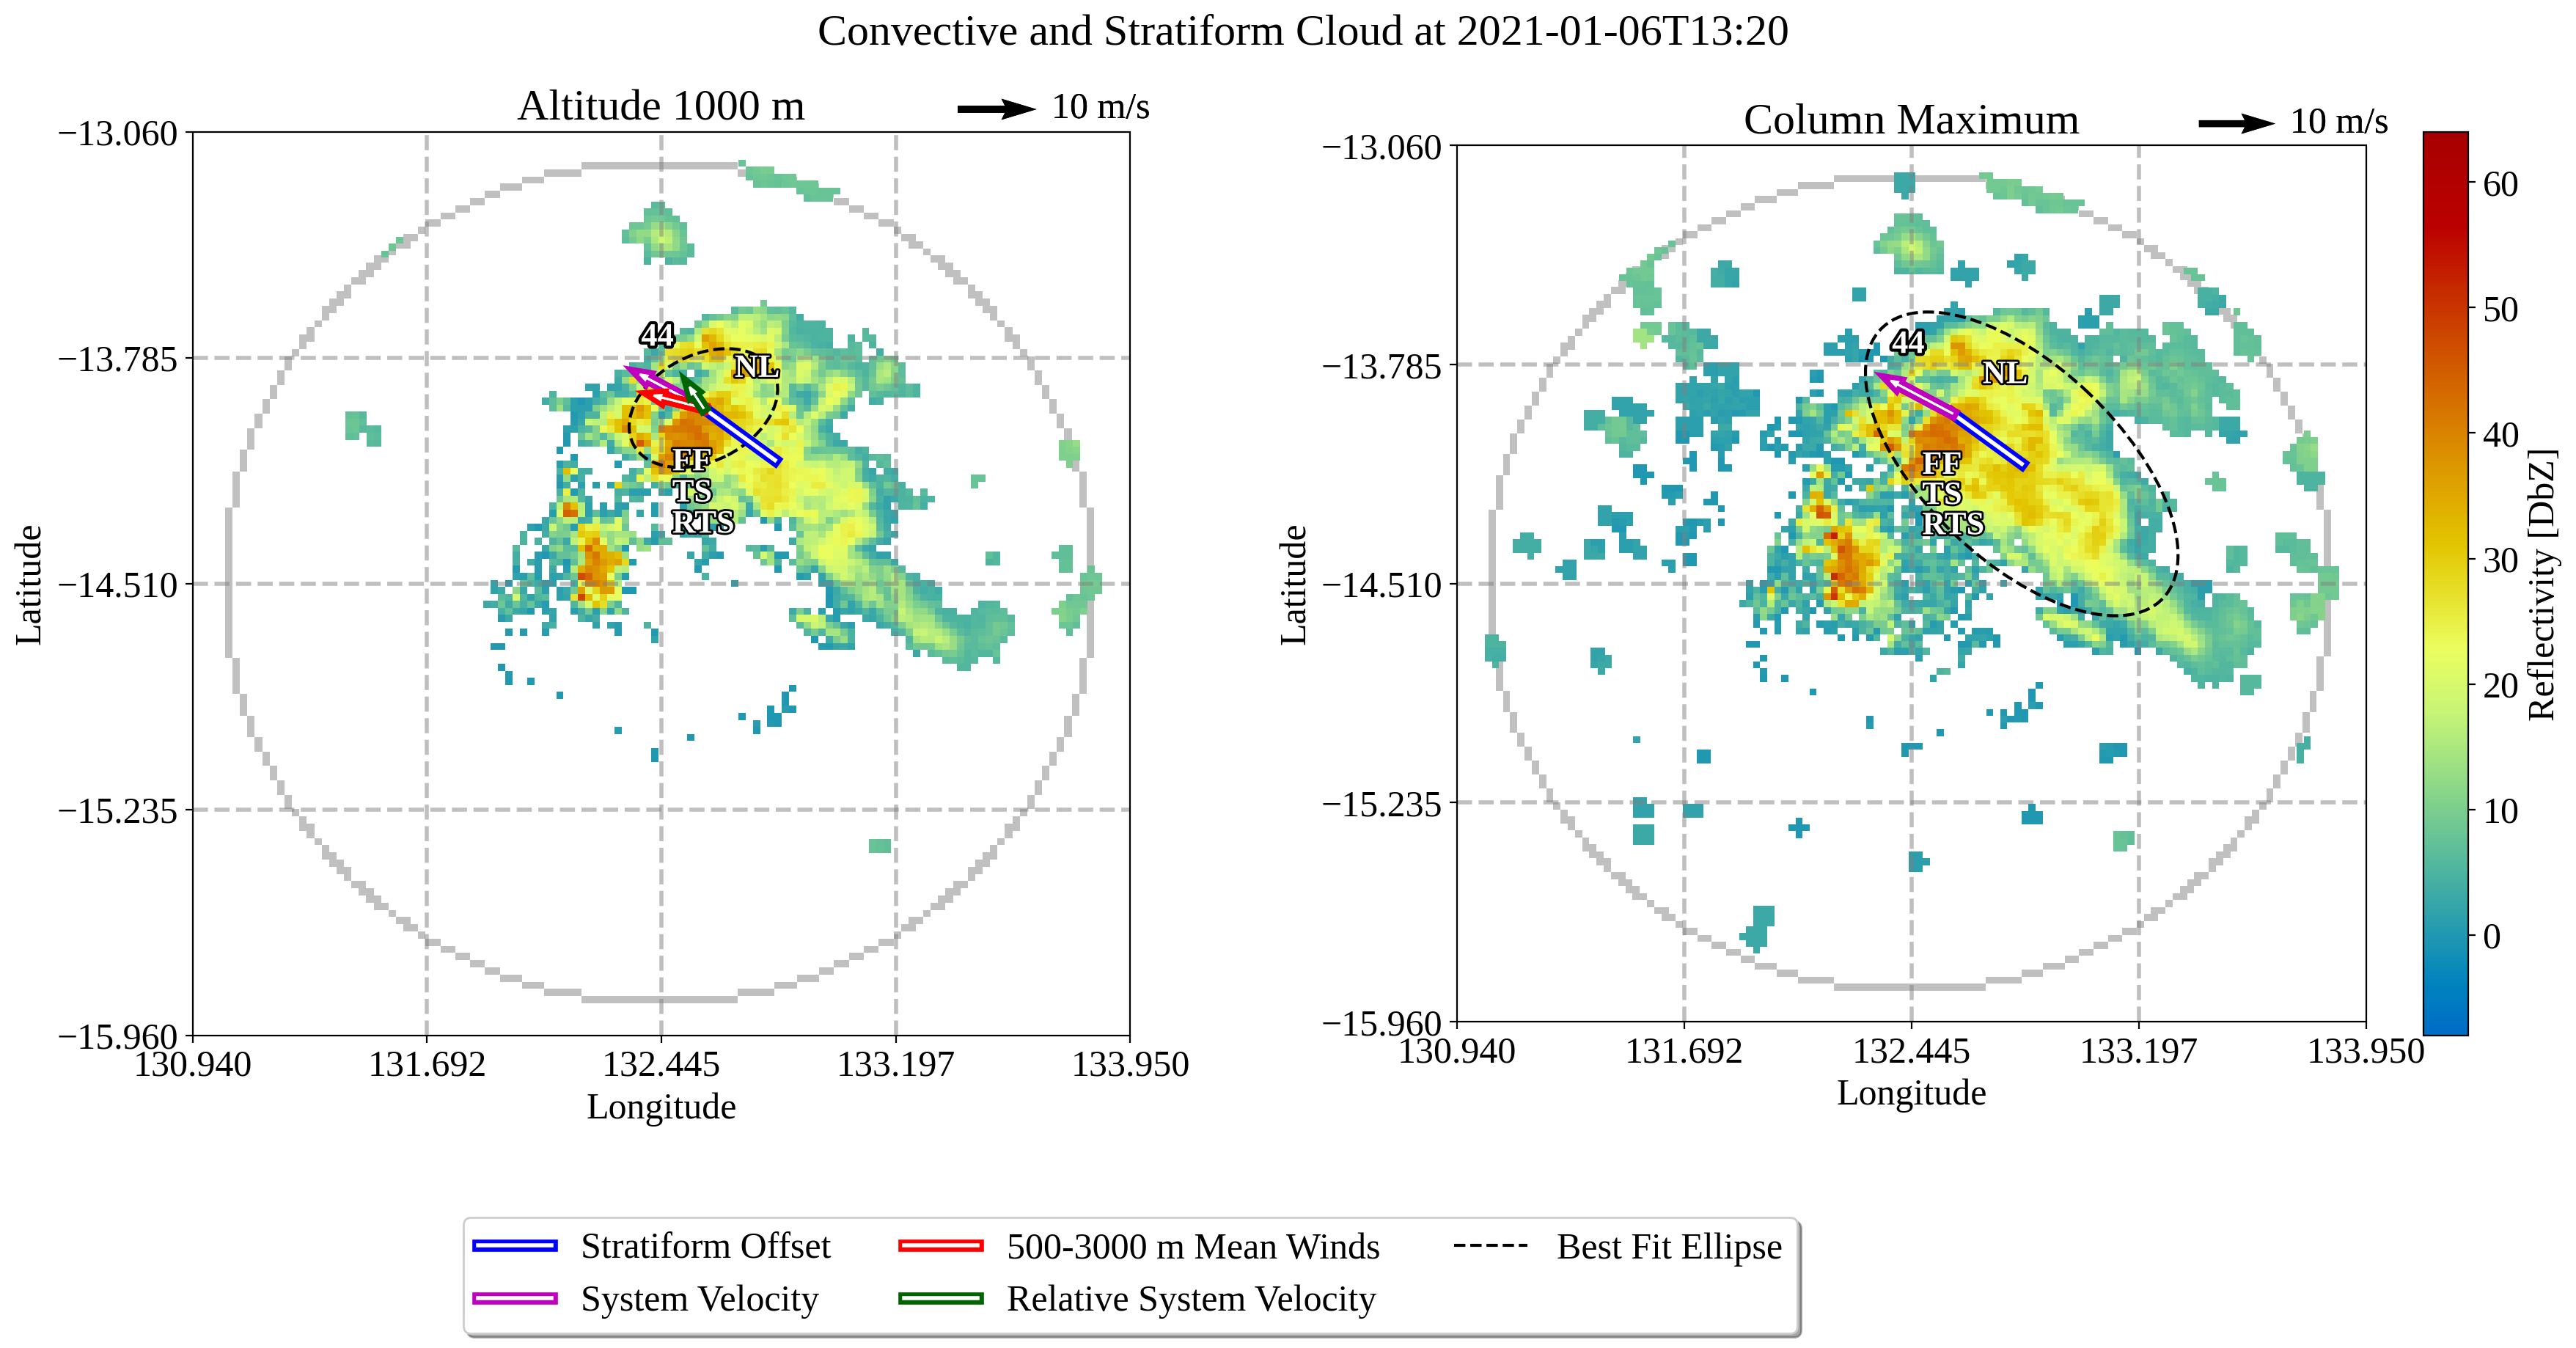 Convective and Stratiform Cloud at 2021-01-06T13:20
Altitude 1000 m
10 m/s
−13.060
−13.785
−14.510
−15.235
−15.960
Latitude
130.940
131.692
132.445
133.197
133.950
Longitude
44
NL
FF
TS
RTS
Column Maximum
10 m/s
−13.060
−13.785
−14.510
−15.235
−15.960
Latitude
130.940
131.692
132.445
133.197
133.950
Longitude
44
NL
FF
TS
RTS
60
50
40
30
20
10
0
Reflectivity [DbZ]
Stratiform Offset
System Velocity
500-3000 m Mean Winds
Relative System Velocity
Best Fit Ellipse